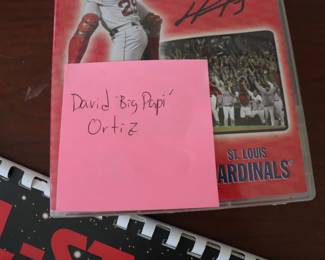 David "Big Papi"
Ortiz
ST. LOUIS
CARDINALS